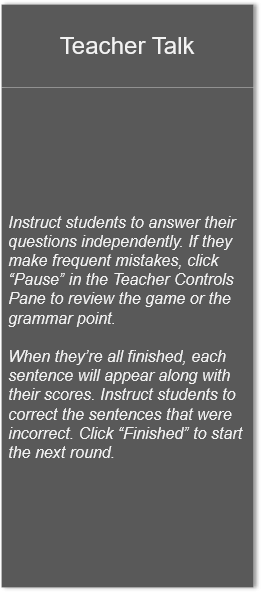 Teacher Talk
Instruct students to answer their
questions independently. If they
make frequent mistakes, click
“Pause” in the Teacher Controls
Pane to review the game or the
grammar point.
When they’re all finished, each
sentence will appear along with
their scores. Instruct students to
correct the sentences that were
incorrect. Click “Finished” to start
the next round.